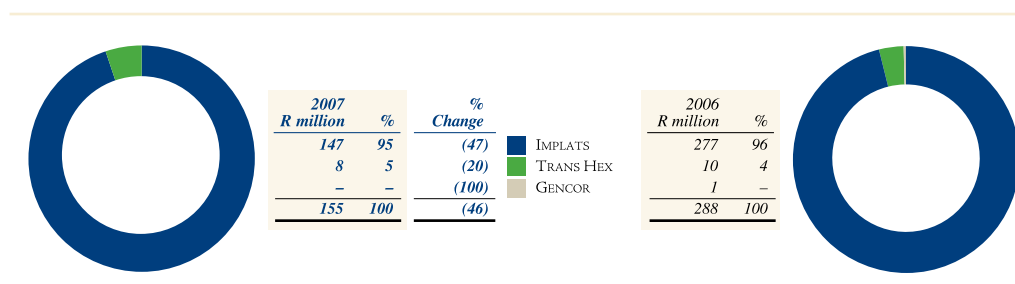 2007 % 2006
R million % Change R million %
147 95 (47) IMPLATS 277 96
8 5 (20) TRANS HEX 10 4
– – (100) GENCOR 1 –
155 100 (46) 288 100